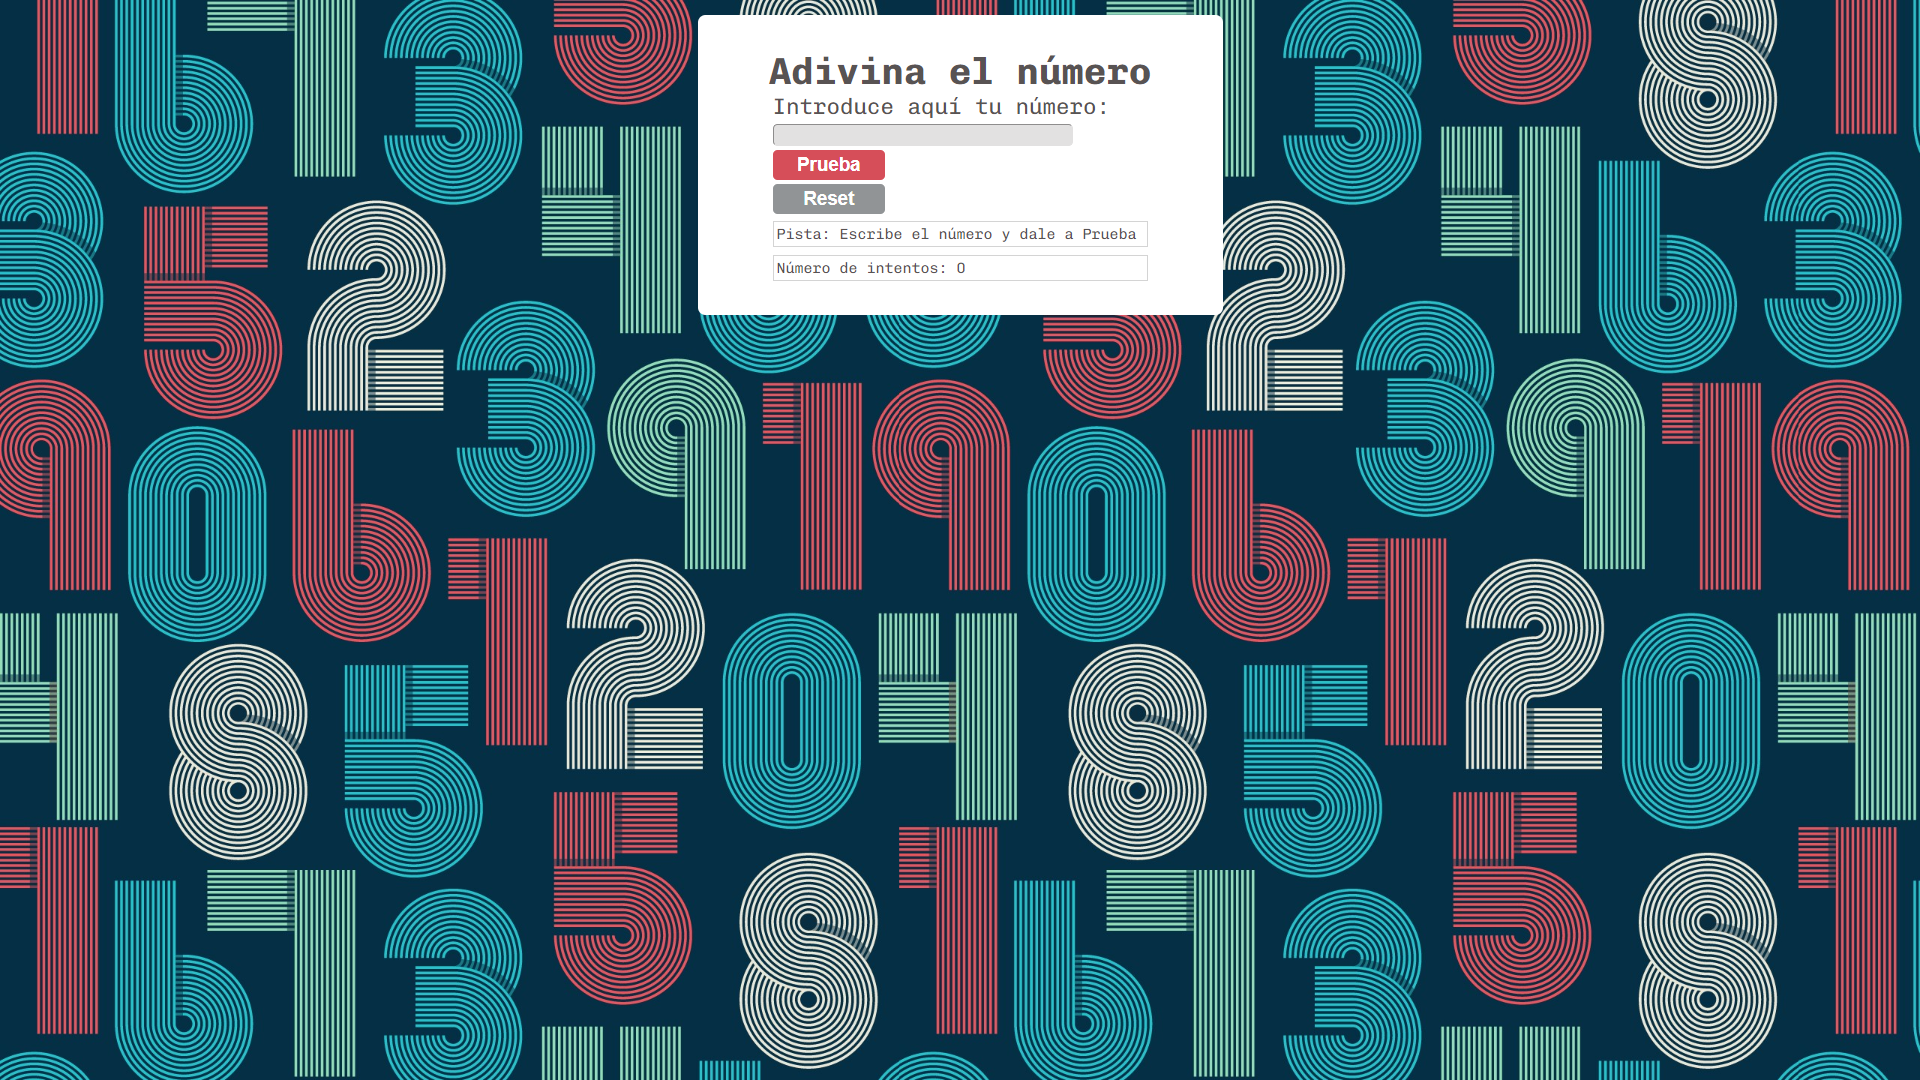 Adivina el número
Introduce aquí tu número:
Prueba
Reset
Pista: Escribe el número y dale a Prueba
Número de intentos: 0